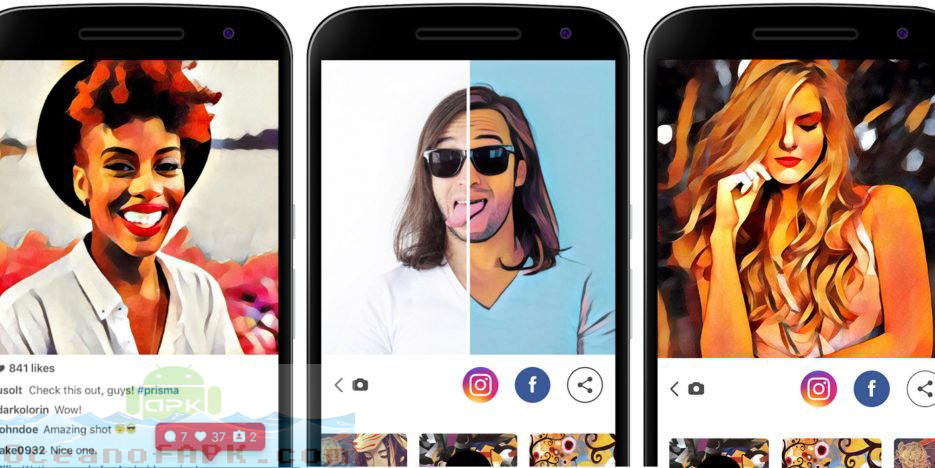 841 likes
usolt Check this out, guys! #prisma
darkolorin Wow!
ohndoe Amazing shot 😏😎
ake0932 Nice one.
7 37 2
apk
OceanofAPK.com
f
f